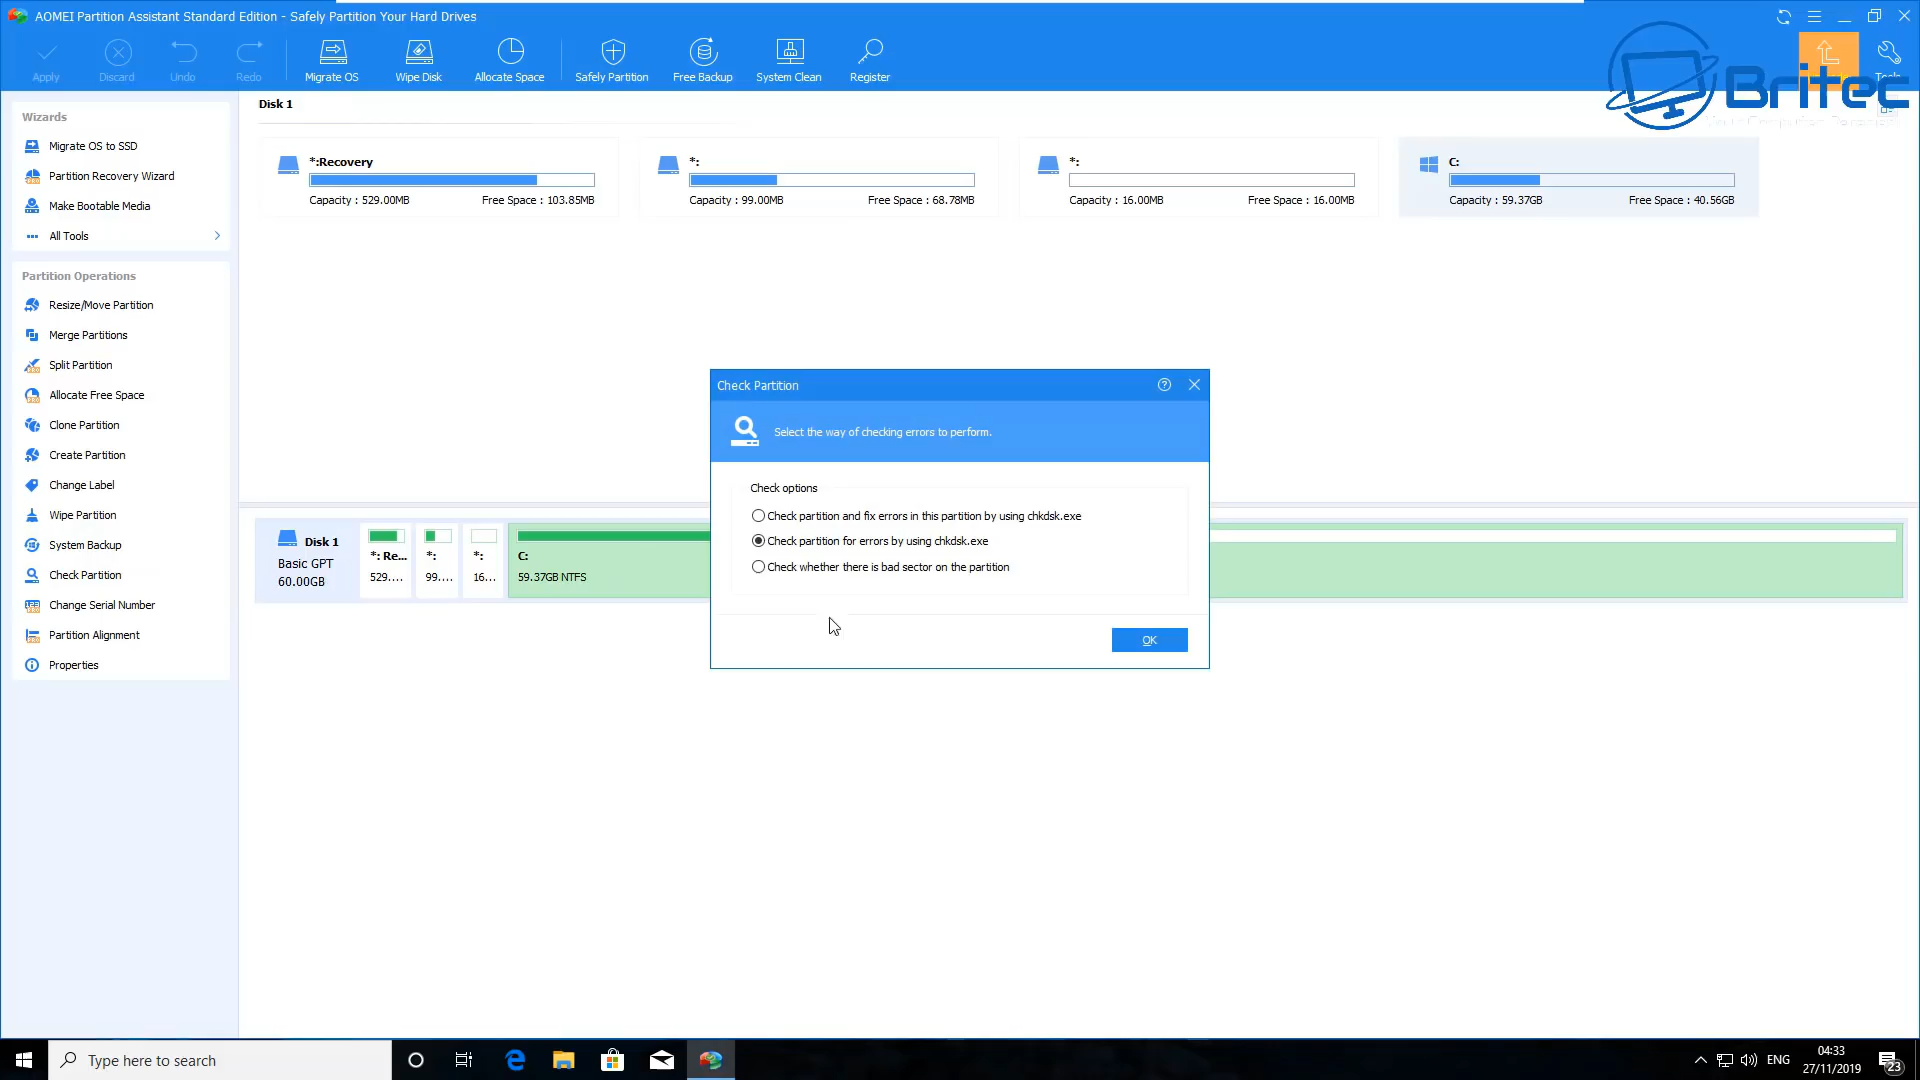 AOMEI Partition Assistant Standard Edition - Safely Partition Your Hard Drives
Apply
Discard
Undo
Redo
Migrate OS
Wipe Disk
Allocate Space
Safely Partition
Free Backup
System Clean
Register
Tools
Britec
Wizards
Migrate OS to SSD
Partition Recovery Wizard
Make Bootable Media
All Tools
Partition Operations
Resize/Move Partition
Merge Partitions
Split Partition
Allocate Free Space
Clone Partition
Create Partition
Change Label
Wipe Partition
System Backup
Check Partition
Change Serial Number
Partition Alignment
Properties
Disk 1
*:Recovery
Capacity : 529.00MB Free Space : 103.85MB
*:
Capacity : 99.00MB Free Space : 68.78MB
*:
Capacity : 16.00MB Free Space : 16.00MB
C:
Capacity : 59.37GB Free Space : 40.56GB
Check Partition
Select the way of checking errors to perform.
Check options
Check partition and fix errors in this partition by using chkdsk.exe
Check partition for errors by using chkdsk.exe
Check whether there is bad sector on the partition
OK
Disk 1
Basic GPT
60.00GB
*: Re...
529....
*:
99....
*:
16...
C:
59.37GB NTFS
Type here to search
ENG
04:33
27/11/2019
23